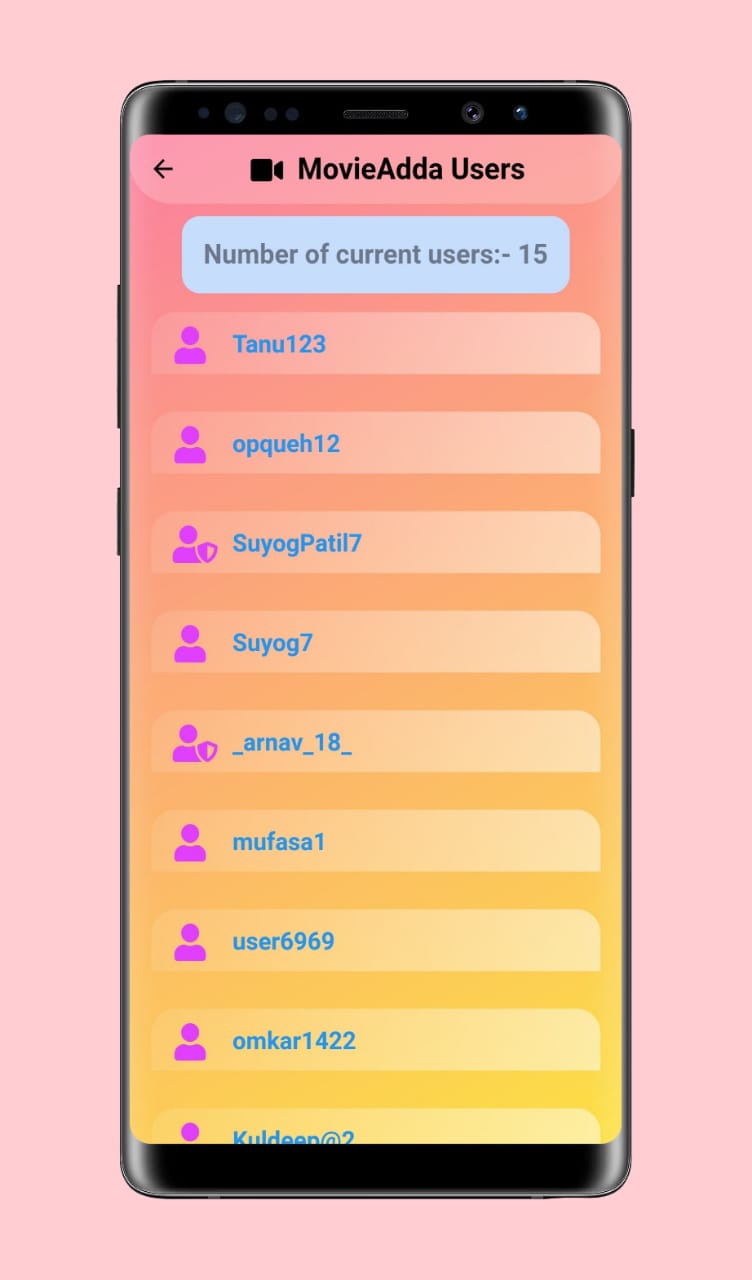 MovieAdda Users
Number of current users:- 15
Tanu123
opqueh12
SuyogPatil7
Suyog7
_arnav_18_
mufasa1
user6969
omkar1422
Kuldeep@2